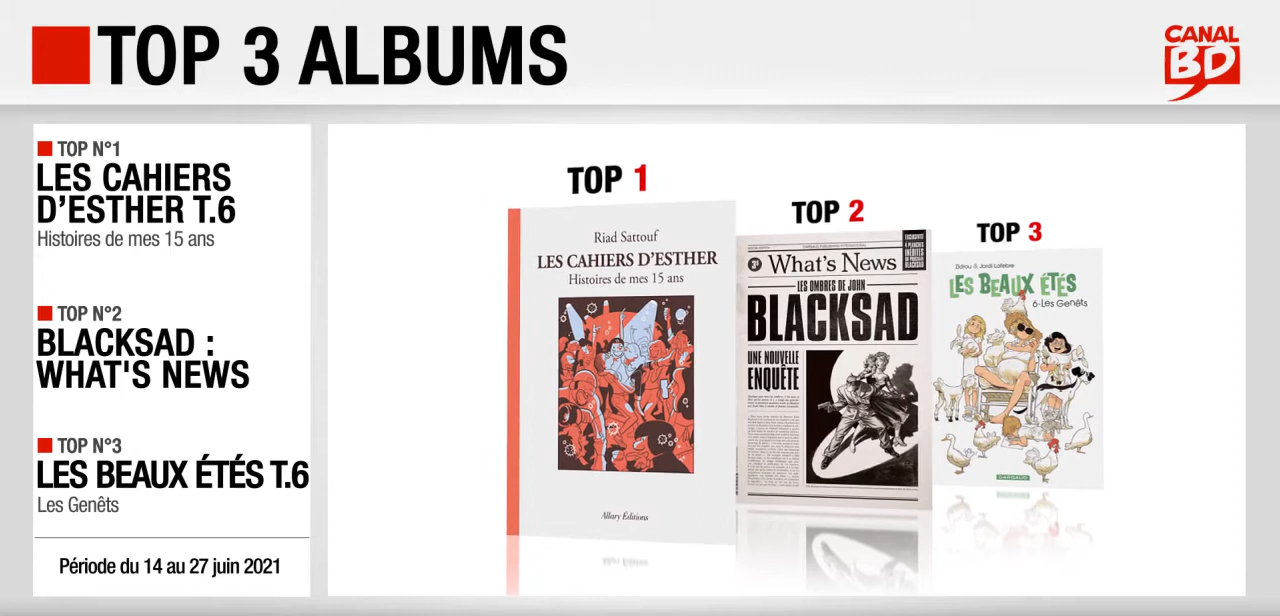 TOP 3 ALBUMS
CANAL
BD
TOP N°1
LES CAHIERS
D'ESTHER T.6
Histoires de mes 15 ans
TOP N°2
BLACKSAD :
WHAT'S NEWS
TOP N°3
LES BEAUX ÉTÉS T.6
Les Genêts
Période du 14 au 27 juin 2021
TOP 1
Riad Sattouf
LES CAHIERS D'ESTHER
Histoires de mes 15 ans
Allary Éditions
TOP 2
What's News
LES OMBRES DE JOHN
BLACKSAD
UNE NOUVELLE
ENQUÊTE
TOP 3
Zidrou & Jordi Lafebre
LES BEAUX ÉTÉS
6·Les Genêts
DARGAUD